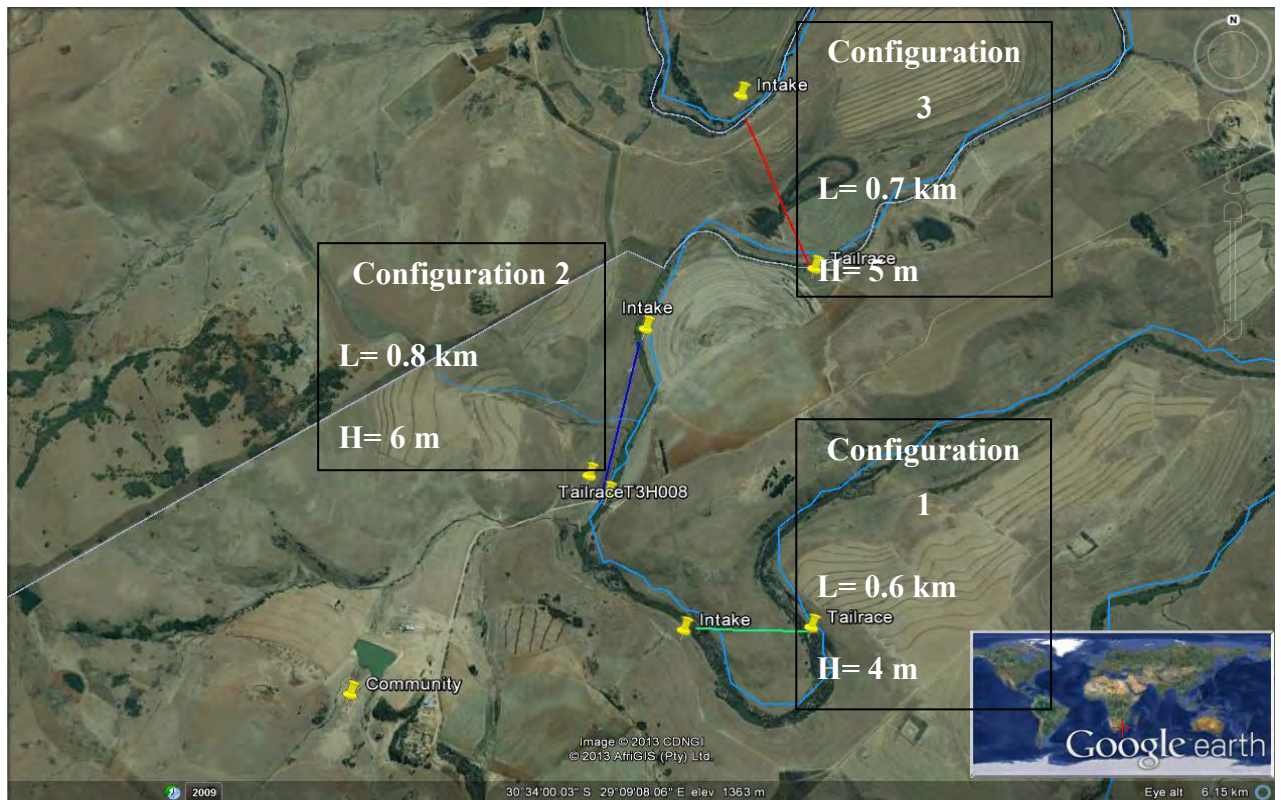 N
Intake
Configuration
3
L= 0.7 km
H= 5 m
Tailrace
Configuration 2
L= 0.8 km
H= 6 m
Intake
TailraceT3H008
Configuration
1
L= 0.6 km
H= 4 m
Intake
Tailrace
Community
Image © 2013 CDNGI
© 2013 AfriGIS (Pty) Ltd.
Google earth
2009
30°34'00.03" S 29°09'08.06" E elev 1363 m
Eye alt 6.15 km